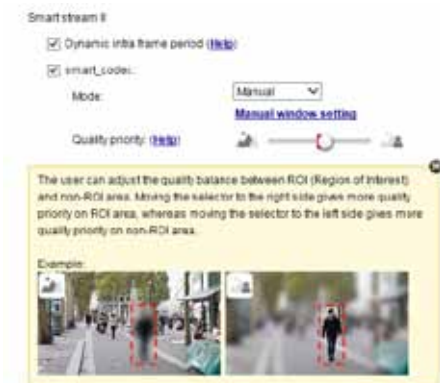 Smart stream II
Dynamic intra frame period (Help)
smart_codec:
Mode: Manual
Manual window setting
Quality priority: (Help)
The user can adjust the quality balance between ROI (Region of Interest)
and non-ROI area. Moving the selector to the right side gives more quality
priority on ROI area, whereas moving the selector to the left side gives more
quality priority on non-ROI area.
Example: